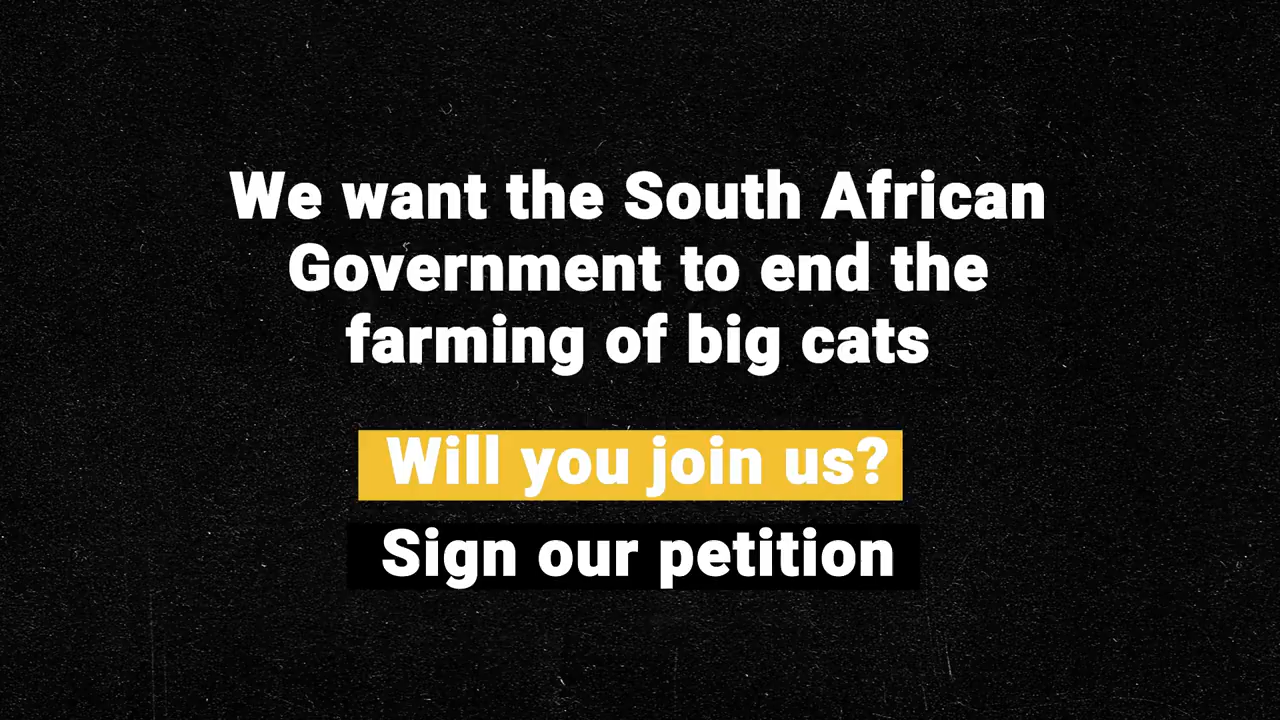 We want the South African
Government to end the
farming of big cats
Will you join us?
Sign our petition